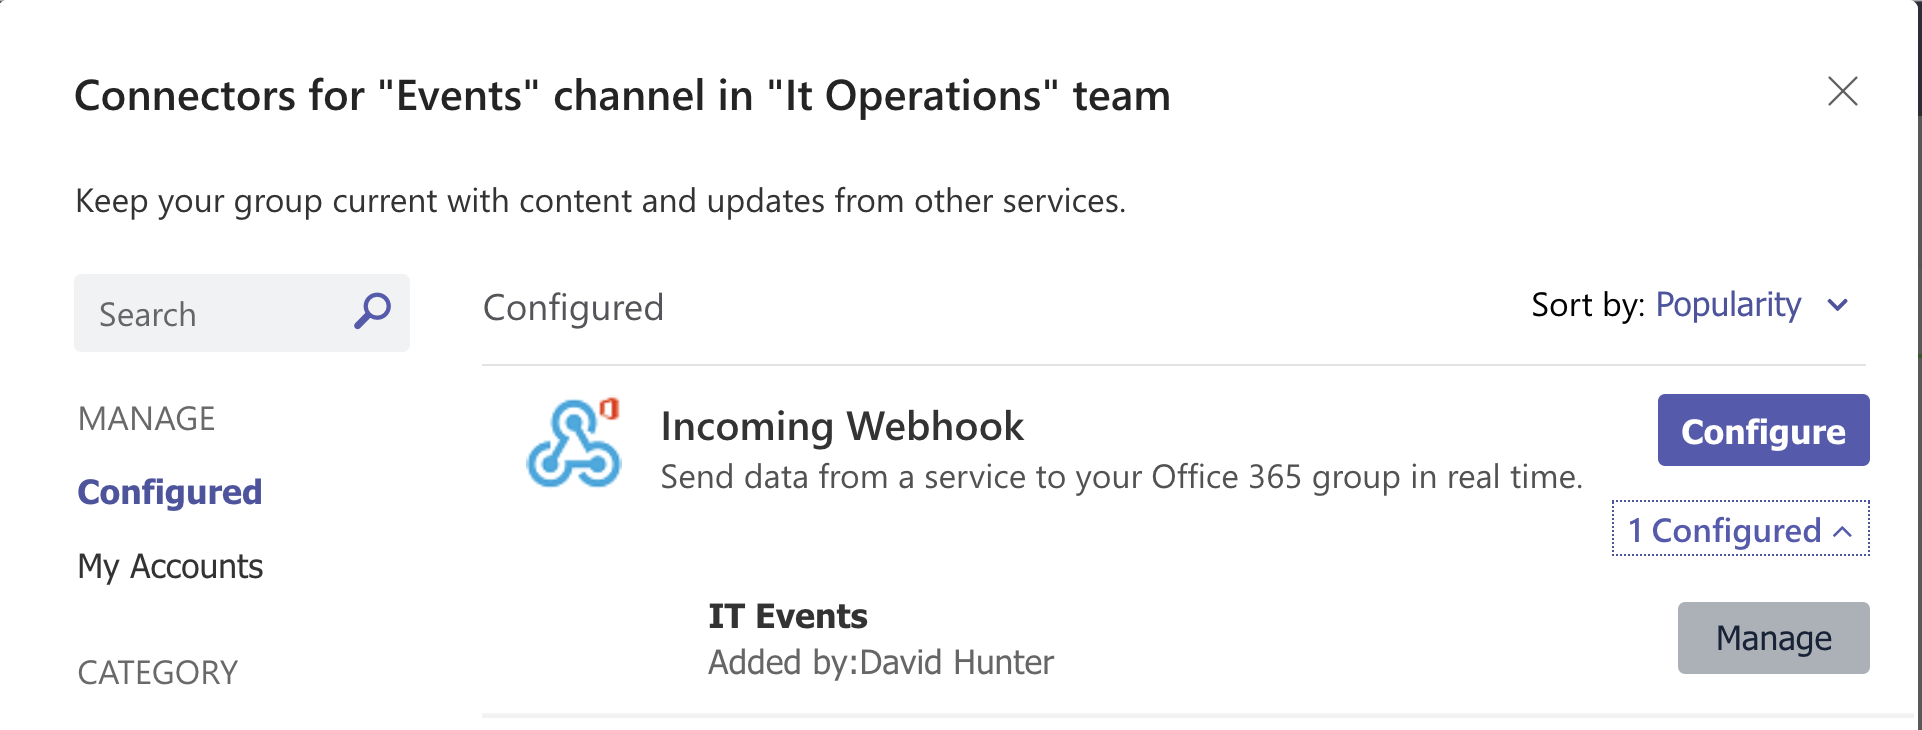 Connectors for "Events" channel in "It Operations" team
Keep your group current with content and updates from other services.
Search
Configured
Sort by: Popularity
MANAGE
Configured
My Accounts
CATEGORY
Incoming Webhook
Send data from a service to your Office 365 group in real time.
Configure
1 Configured
IT Events
Added by:David Hunter
Manage